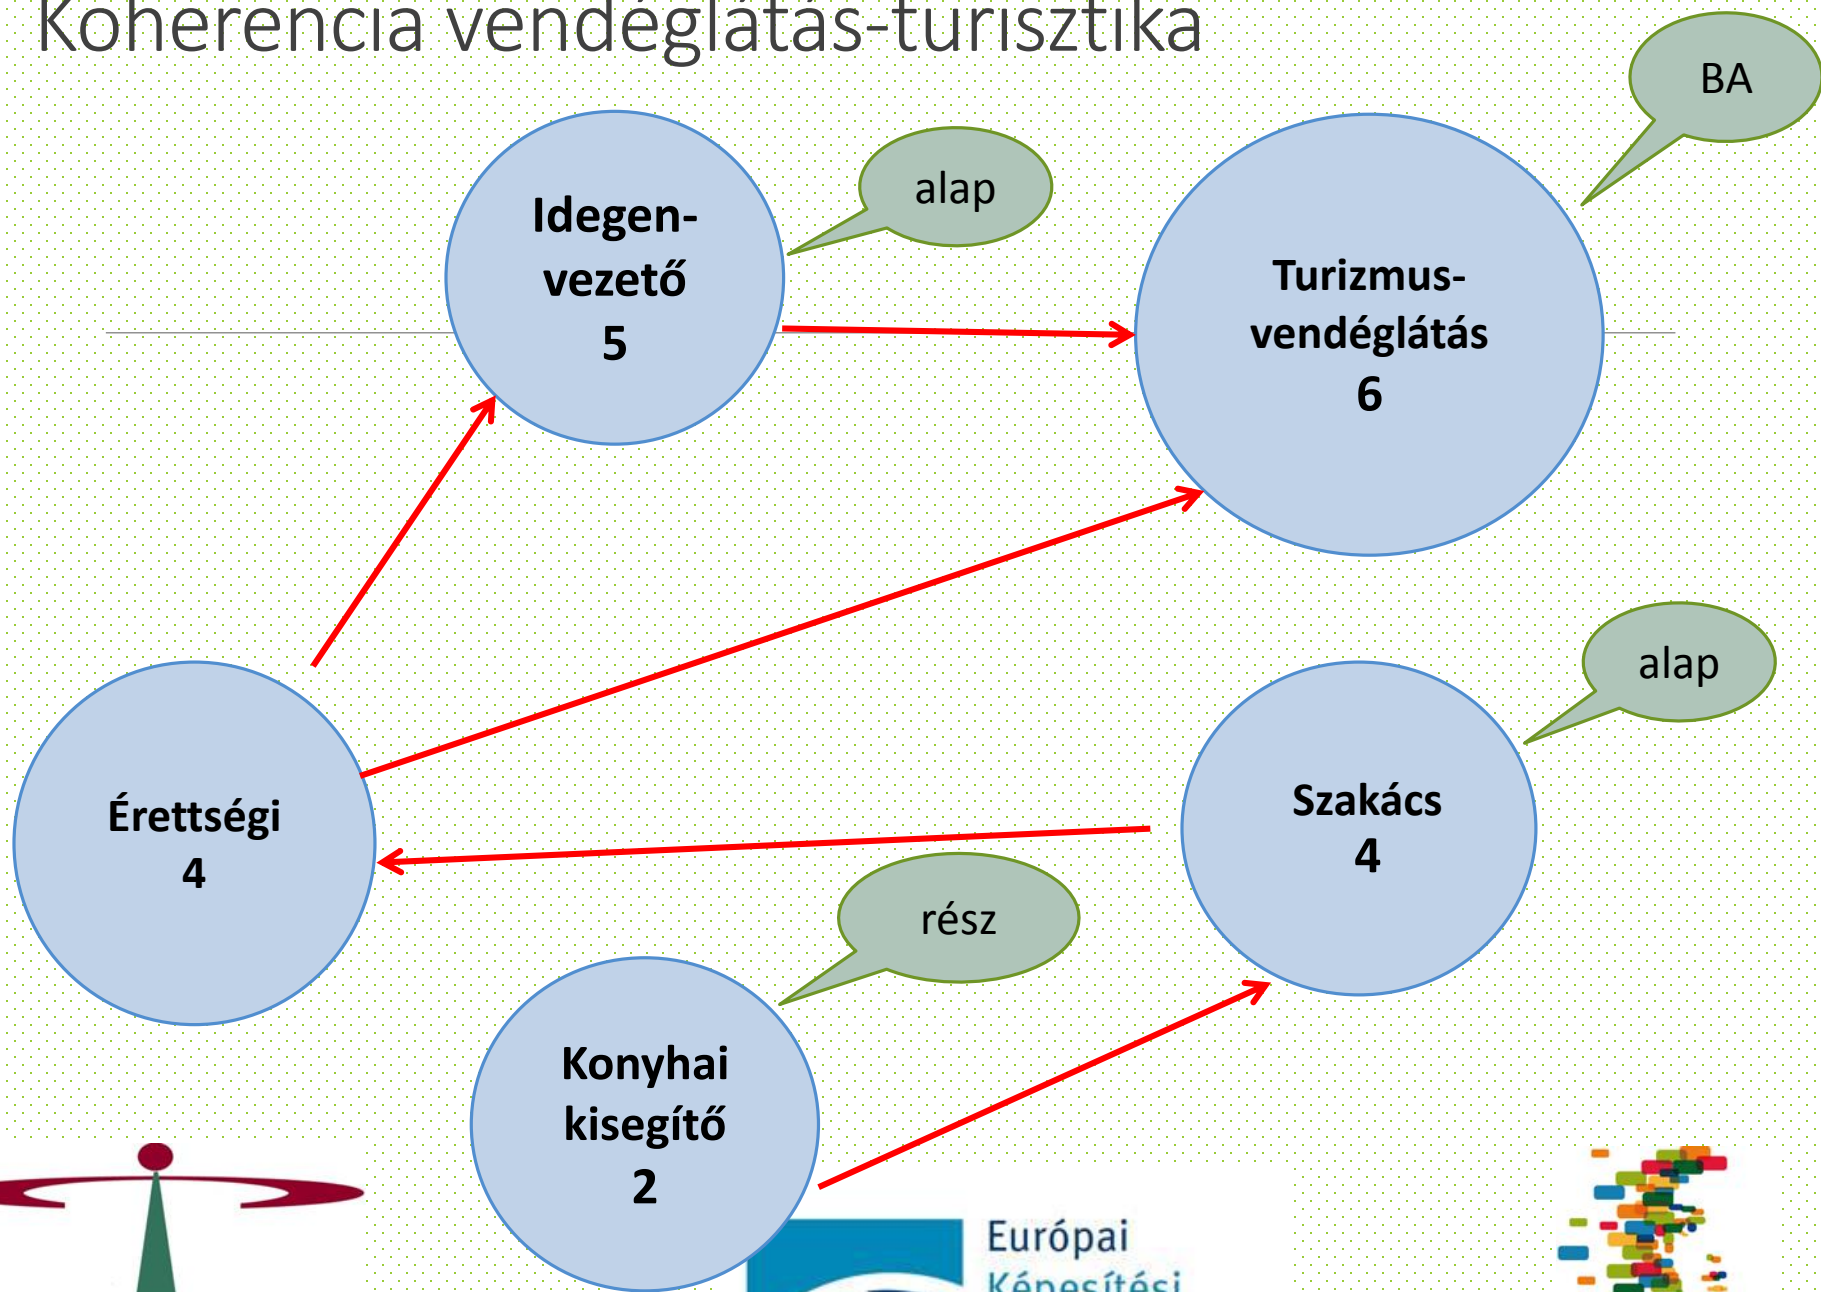 Koherencia vendéglátás-turisztika
BA
alap
Idegen-
vezető
5
Turizmus-
vendéglátás
6
alap
Érettségi
4
Szakács
4
rész
Konyhai
kisegítő
2
Európai
Képesítési